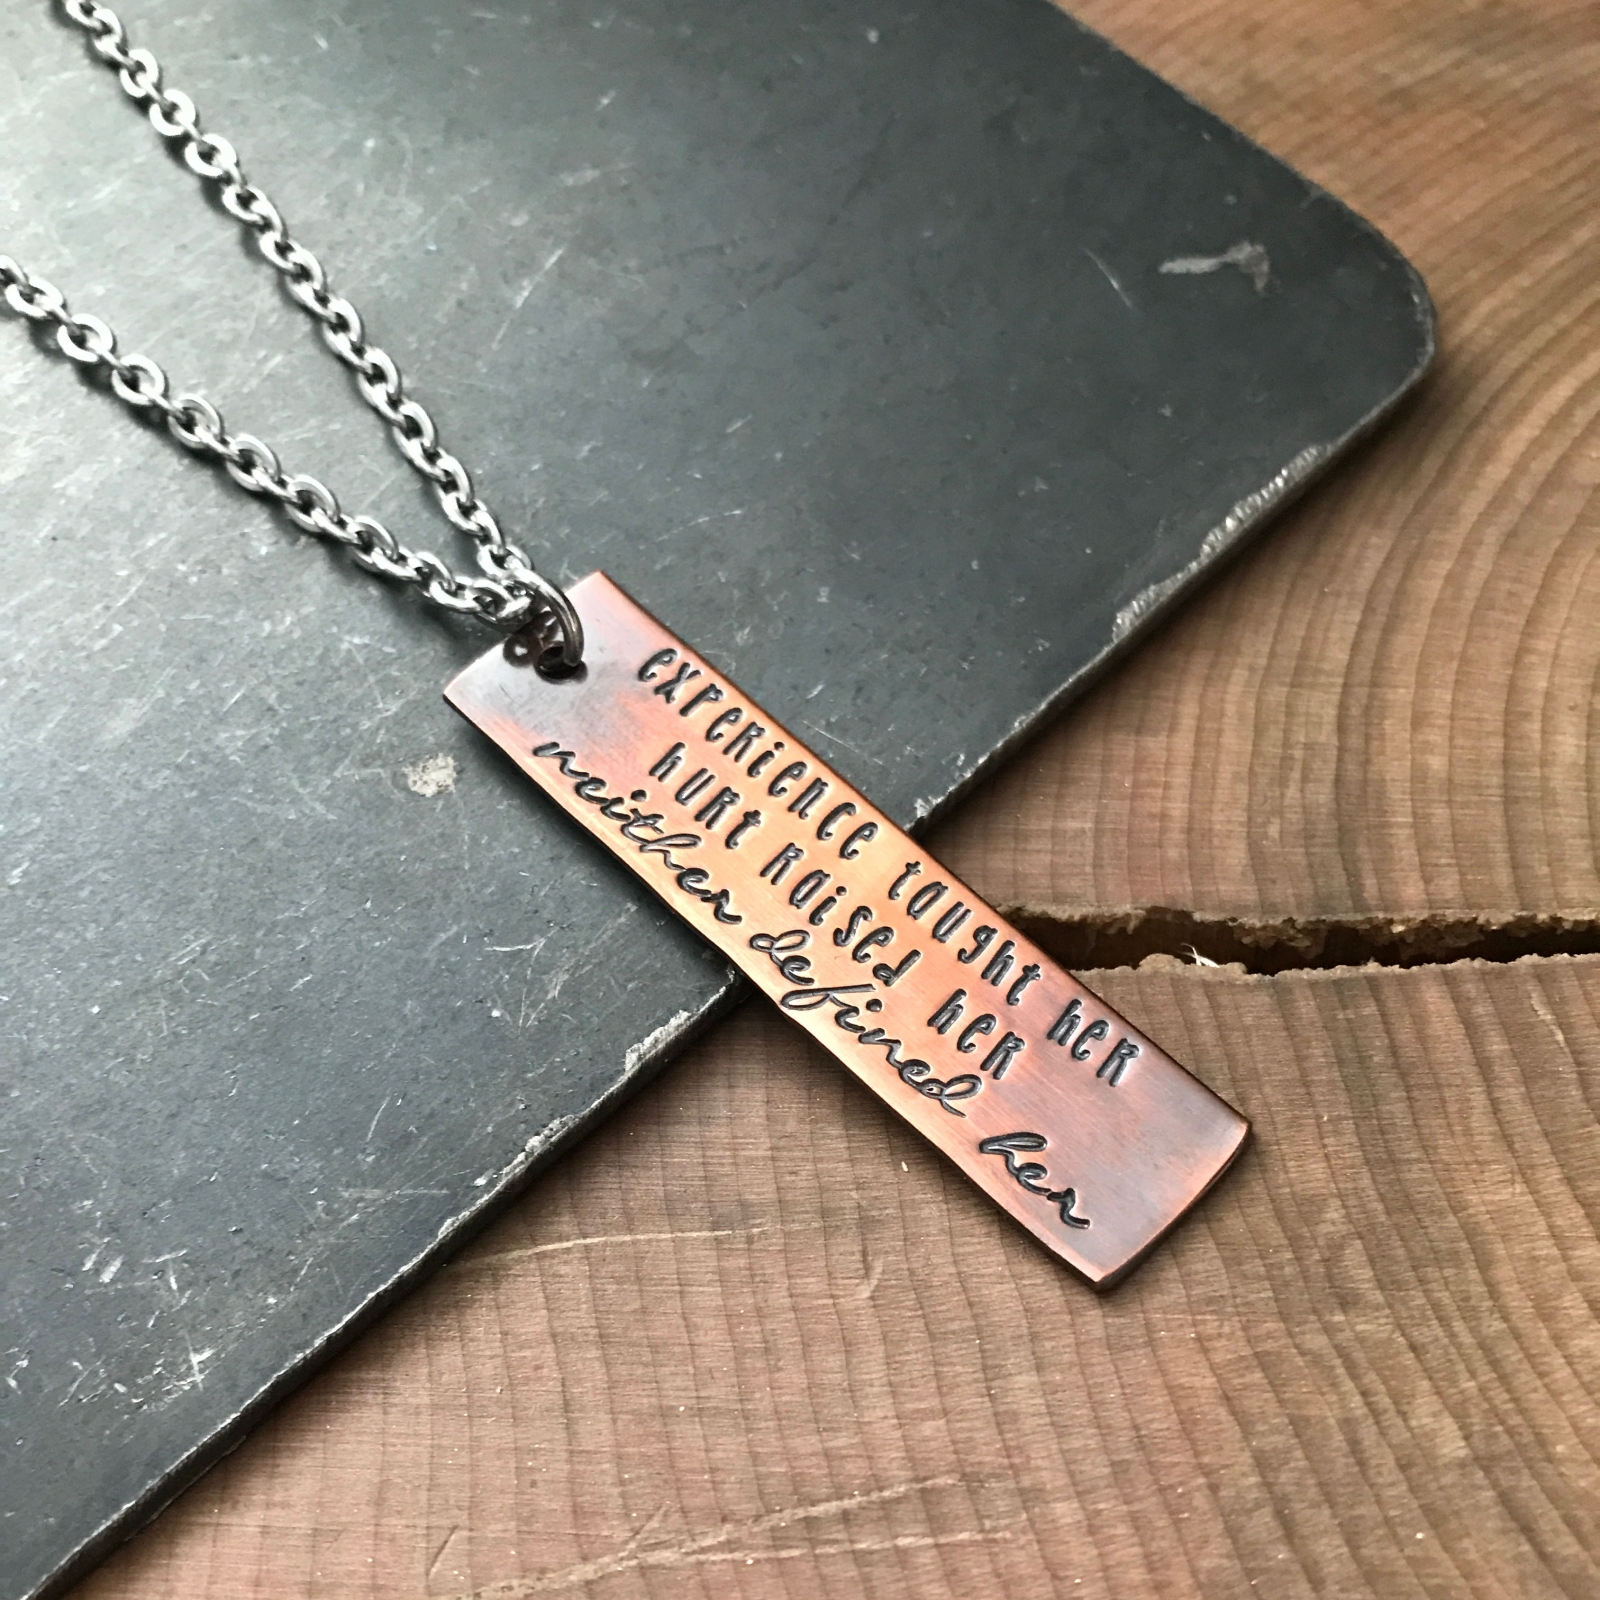 experience taught her
hurt raised her
neither defined her